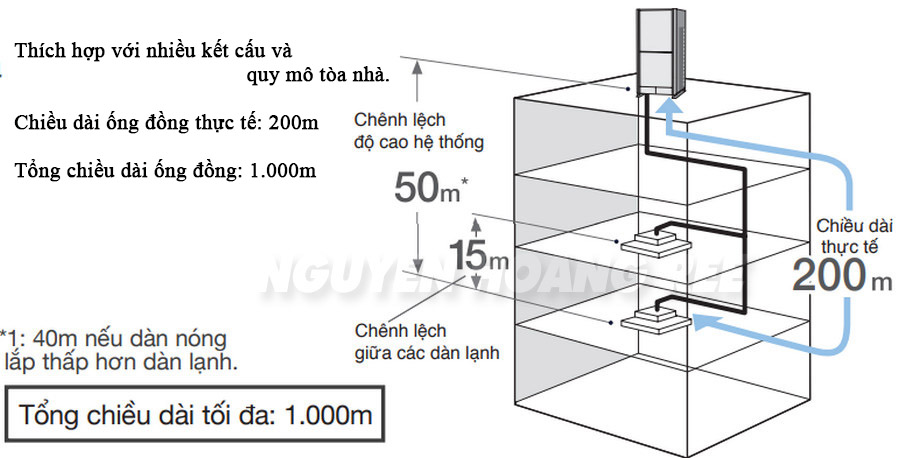 Thích hợp với nhiều kết cấu và
quy mô tòa nhà.
Chiều dài ống đồng thực tế: 200m
Tổng chiều dài ống đồng: 1.000m
Chênh lệch
độ cao hệ thống
50m*
15m
Chênh lệch
giữa các dàn lạnh
Chiều dài
thực tế
200m
NGUYEN HOANG REE
*1: 40m nếu dàn nóng
lắp thấp hơn dàn lạnh.
Tổng chiều dài tối đa: 1.000m